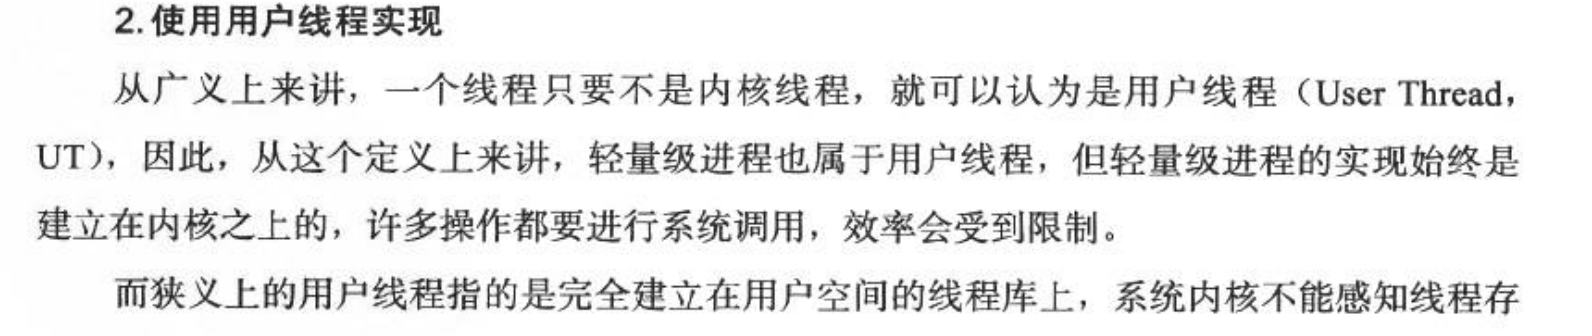 2.使用用户线程实现
从广义上来讲，一个线程只要不是内核线程，就可以认为是用户线程（User Thread，
UT），因此，从这个定义上来讲，轻量级进程也属于用户线程，但轻量级进程的实现始终是
建立在内核之上的，许多操作都要进行系统调用，效率会受到限制。
而狭义上的用户线程指的是完全建立在用户空间的线程库上，系统内核不能感知线程存